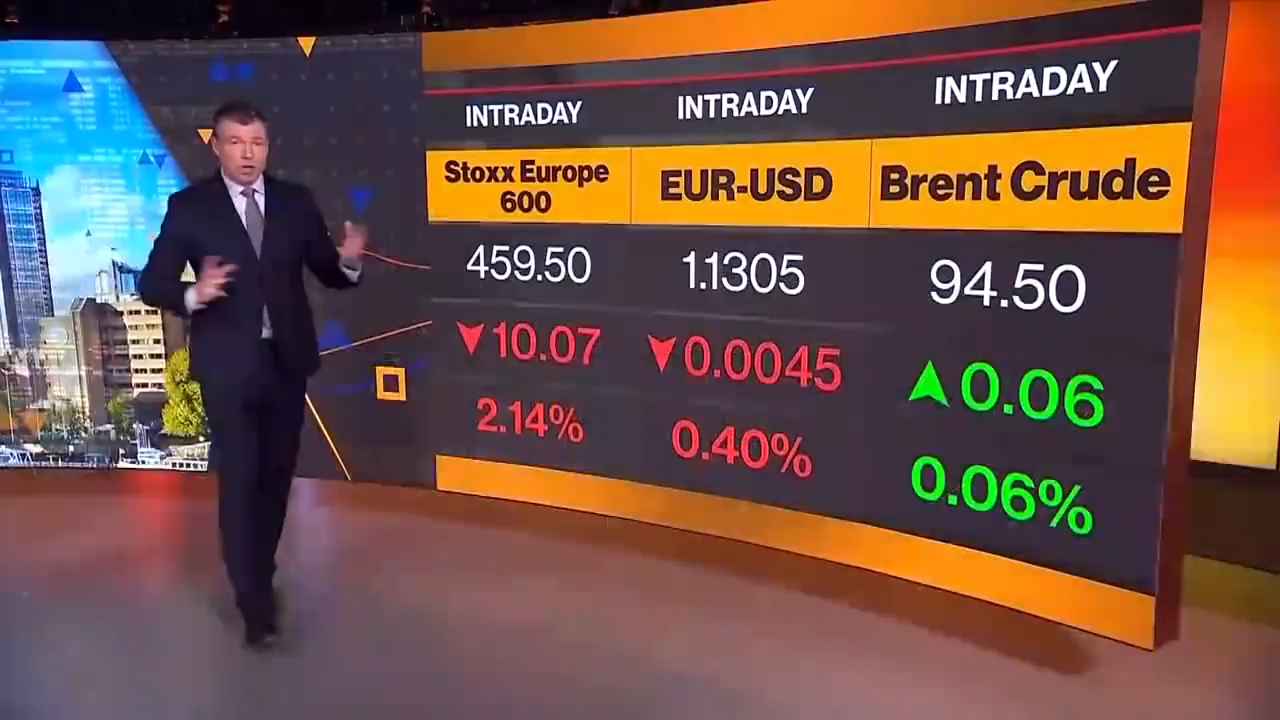 INTRADAY
INTRADAY
INTRADAY
Stoxx Europe
600
EUR-USD
Brent Crude
459.50
1.1305
94.50
▼10.07
▼0.0045
▲0.06
2.14%
0.40%
0.06%